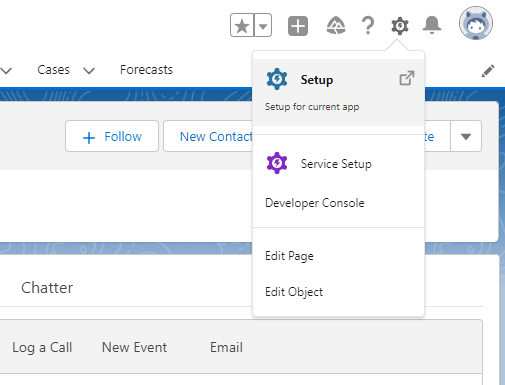 Cases
Forecasts
Setup
Setup for current app
Follow
New Contac
te
Service Setup
Developer Console
Edit Page
Edit Object
Chatter
Log a Call
New Event
Email